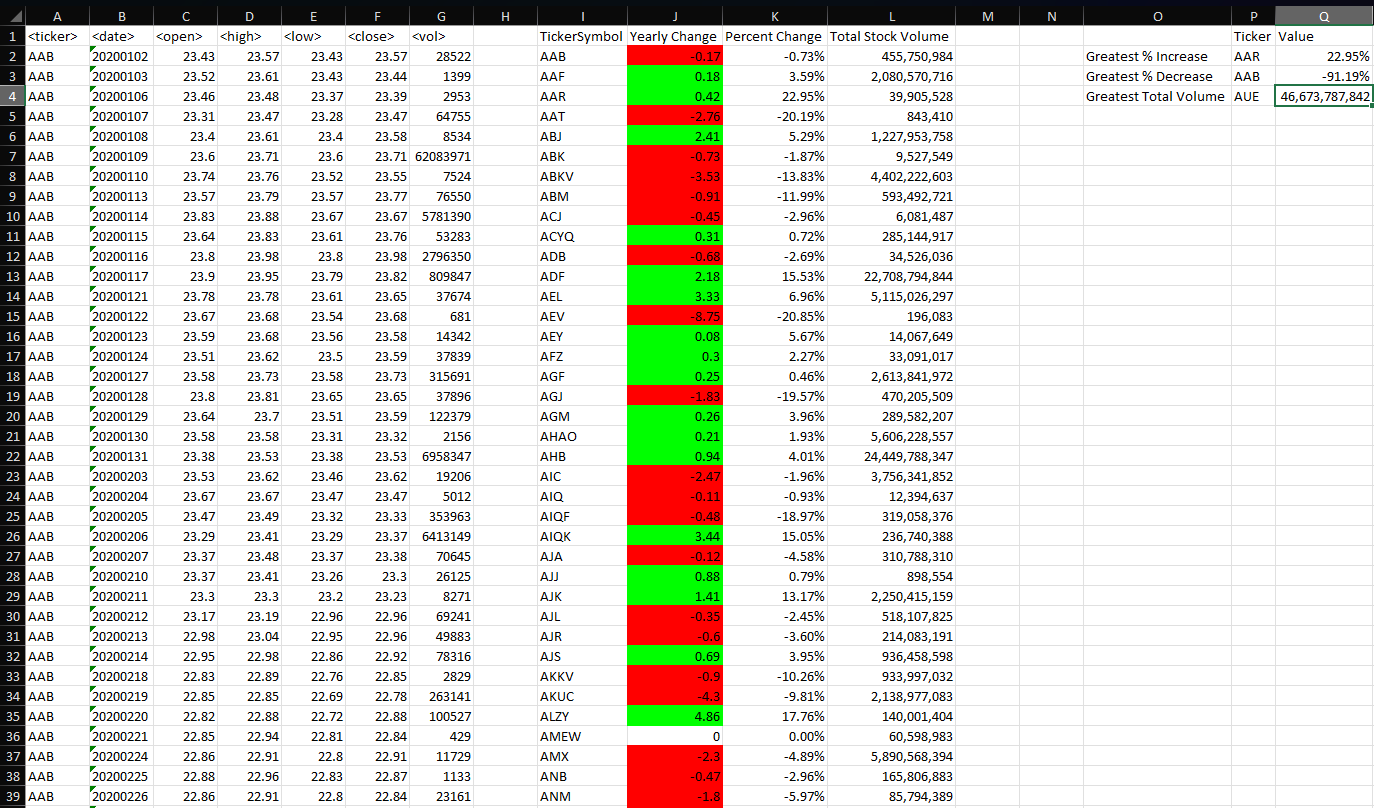 A B C D E F G H I J K L M N O P Q
1 <ticker> <date> <open> <high> <low> <close> <vol> TickerSymbol Yearly Change Percent Change Total Stock Volume Ticker Value
2 AAB 20200102 23.43 23.57 23.43 23.57 28522 AAB -0.17 -0.73% 455,750,984 Greatest % Increase AAR 22.95%
3 AAB 20200103 23.52 23.61 23.43 23.44 1399 AAF 0.18 3.59% 2,080,570,716 Greatest % Decrease AAB -91.19%
4 AAB 20200106 23.46 23.48 23.37 23.39 2953 AAR 0.42 22.95% 39,905,528 Greatest Total Volume AUE 46,673,787,842
5 AAB 20200107 23.31 23.47 23.28 23.47 64755 AAT -2.76 -20.19% 843,410
6 AAB 20200108 23.4 23.61 23.4 23.58 8534 ABJ 2.41 5.29% 1,227,953,758
7 AAB 20200109 23.6 23.71 23.6 23.71 62083971 ABK -0.73 -1.87% 9,527,549
8 AAB 20200110 23.74 23.76 23.52 23.55 7524 ABKV -3.53 -13.83% 4,402,222,603
9 AAB 20200113 23.57 23.79 23.57 23.77 76550 ABM -0.91 -11.99% 593,492,721
10 AAB 20200114 23.83 23.88 23.67 23.67 5781390 ACJ -0.45 -2.96% 6,081,487
11 AAB 20200115 23.64 23.83 23.61 23.76 53283 ACYQ 0.31 0.72% 285,144,917
12 AAB 20200116 23.8 23.98 23.8 23.98 2796350 ADB -0.68 -2.69% 34,526,036
13 AAB 20200117 23.9 23.95 23.79 23.82 809847 ADF 2.18 15.53% 22,708,794,844
14 AAB 20200121 23.78 23.78 23.61 23.65 37674 AEL 3.33 6.96% 5,115,026,297
15 AAB 20200122 23.67 23.68 23.54 23.68 681 AEV -8.75 -20.85% 196,083
16 AAB 20200123 23.59 23.68 23.56 23.58 14342 AEY 0.08 5.67% 14,067,649
17 AAB 20200124 23.51 23.62 23.5 23.59 37839 AFZ 0.3 2.27% 33,091,017
18 AAB 20200127 23.58 23.73 23.58 23.73 315691 AGF 0.25 0.46% 2,613,841,972
19 AAB 20200128 23.8 23.81 23.65 23.65 37896 AGJ -1.83 -19.57% 470,205,509
20 AAB 20200129 23.64 23.7 23.51 23.59 122379 AGM 0.26 3.96% 289,582,207
21 AAB 20200130 23.58 23.58 23.31 23.32 2156 AHAO 0.21 1.93% 5,606,228,557
22 AAB 20200131 23.38 23.53 23.38 23.53 6958347 AHB 0.94 4.01% 24,449,788,347
23 AAB 20200203 23.53 23.62 23.46 23.62 19206 AIC -2.47 -1.96% 3,756,341,852
24 AAB 20200204 23.67 23.67 23.47 23.47 5012 AIQ -0.11 -0.93% 12,394,637
25 AAB 20200205 23.47 23.49 23.32 23.33 353963 AIQF -0.48 -18.97% 319,058,376
26 AAB 20200206 23.29 23.41 23.29 23.37 6413149 AIQK 3.44 15.05% 236,740,388
27 AAB 20200207 23.37 23.48 23.37 23.38 70645 AJA -0.12 -4.58% 310,788,310
28 AAB 20200210 23.37 23.41 23.26 23.3 26125 AJJ 0.88 0.79% 898,554
29 AAB 20200211 23.3 23.3 23.2 23.23 8271 AJK 1.41 13.17% 2,250,415,159
30 AAB 20200212 23.17 23.19 22.96 22.96 69241 AJL -0.35 -2.45% 518,107,825
31 AAB 20200213 22.98 23.04 22.95 22.96 49883 AJR -0.6 -3.60% 214,083,191
32 AAB 20200214 22.95 22.98 22.86 22.92 78316 AJS 0.69 3.95% 936,458,598
33 AAB 20200218 22.83 22.89 22.76 22.85 2829 AKKV -0.9 -10.26% 933,997,032
34 AAB 20200219 22.85 22.85 22.69 22.78 263141 AKUC -4.3 -9.81% 2,138,977,083
35 AAB 20200220 22.82 22.88 22.72 22.88 100527 ALZY 4.86 17.76% 140,001,404
36 AAB 20200221 22.85 22.94 22.81 22.84 429 AMEW 0 0.00% 60,598,983
37 AAB 20200224 22.86 22.91 22.8 22.91 11729 AMX -2.3 -4.89% 5,890,568,394
38 AAB 20200225 22.88 22.96 22.83 22.87 1133 ANB -0.47 -2.96% 165,806,883
39 AAB 20200226 22.86 22.91 22.8 22.84 23161 ANM -1.8 -5.97% 85,794,389